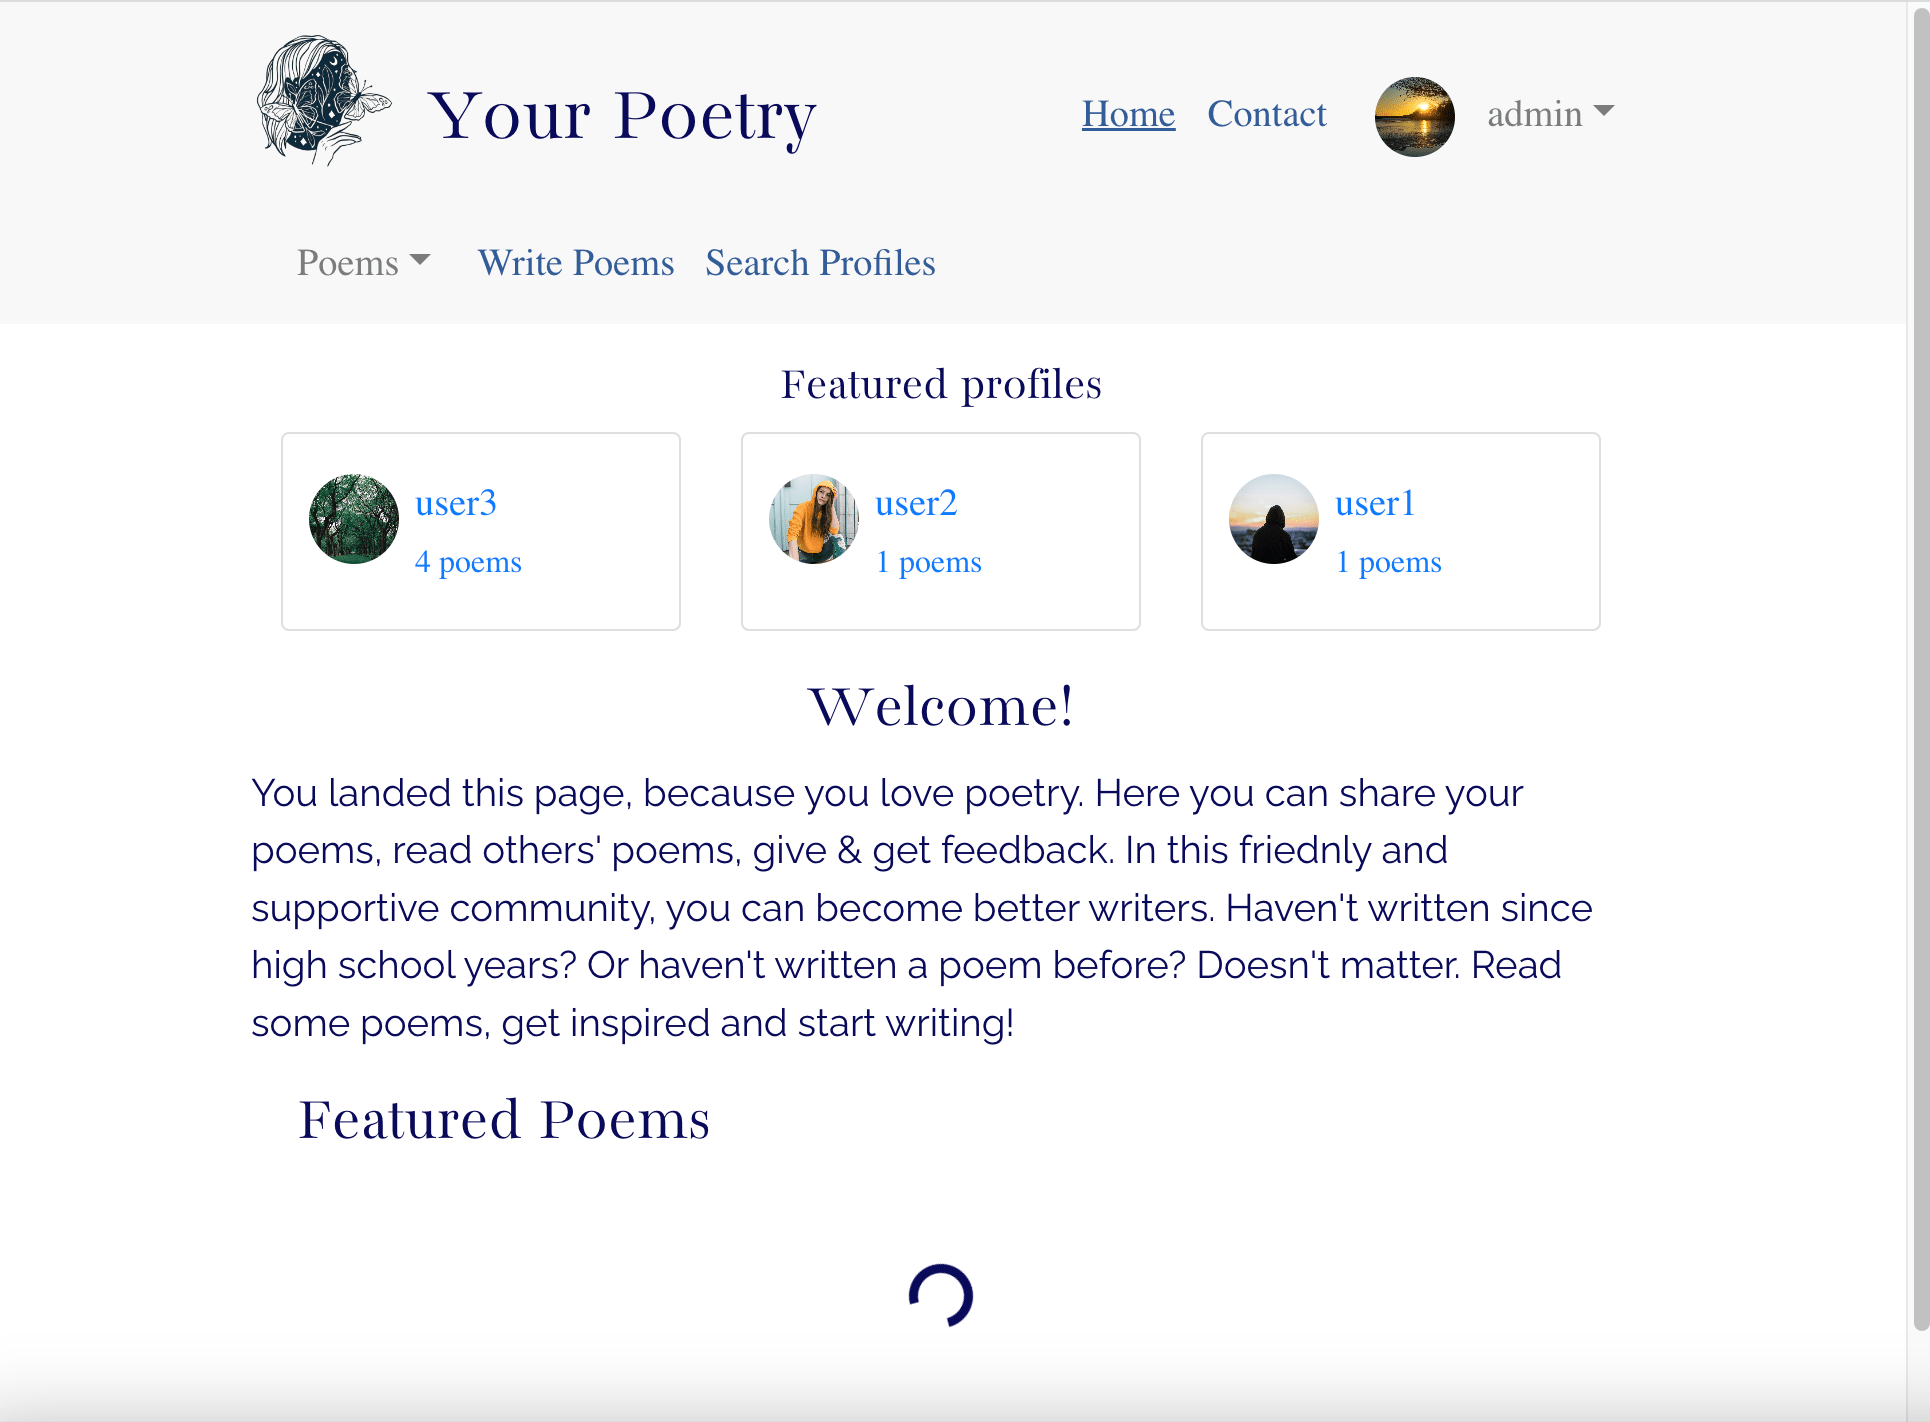 Your Poetry
Home Contact admin
Poems Write Poems Search Profiles
Featured profiles
user3 user2 user1
4 poems 1 poems 1 poems
Welcome!
You landed this page, because you love poetry. Here you can share your
poems, read others' poems, give & get feedback. In this friednly and
supportive community, you can become better writers. Haven't written since
high school years? Or haven't written a poem before? Doesn't matter. Read
some poems, get inspired and start writing!
Featured Poems